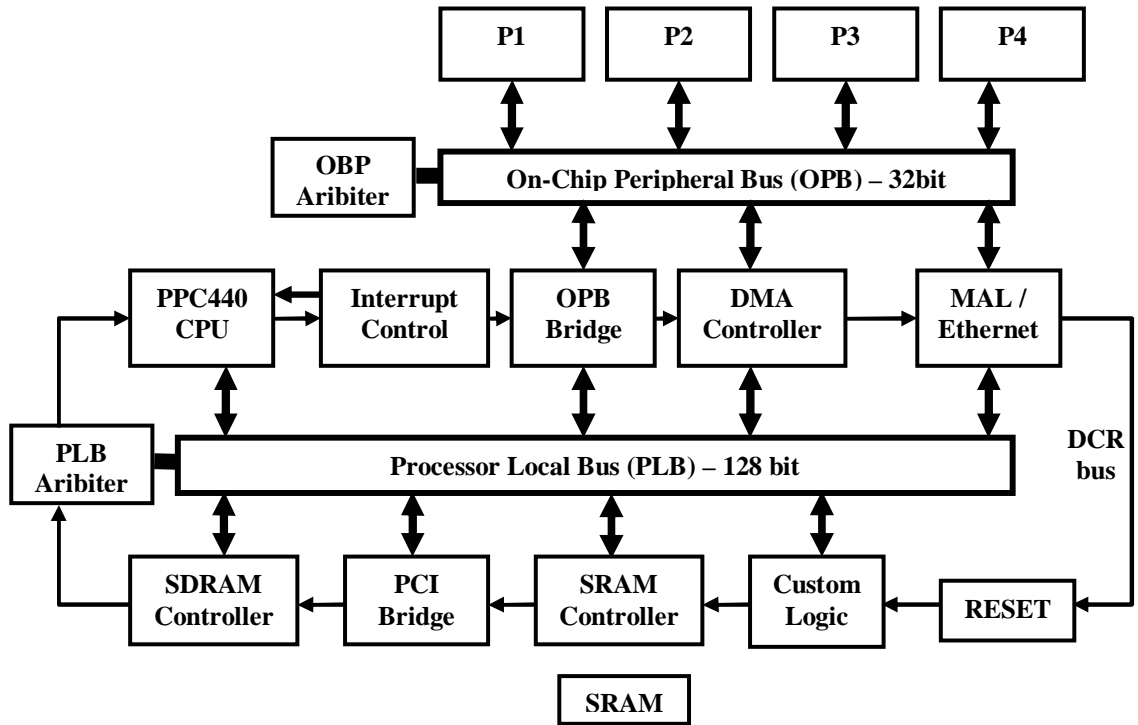 P1
P2
P3
P4
OBP
Aribiter
On-Chip Peripheral Bus (OPB) – 32bit
PPC440
CPU
Interrupt
Control
OPB
Bridge
DMA
Controller
MAL /
Ethernet
PLB
Aribiter
Processor Local Bus (PLB) – 128 bit
DCR
bus
SDRAM
Controller
PCI
Bridge
SRAM
Controller
Custom
Logic
RESET
SRAM